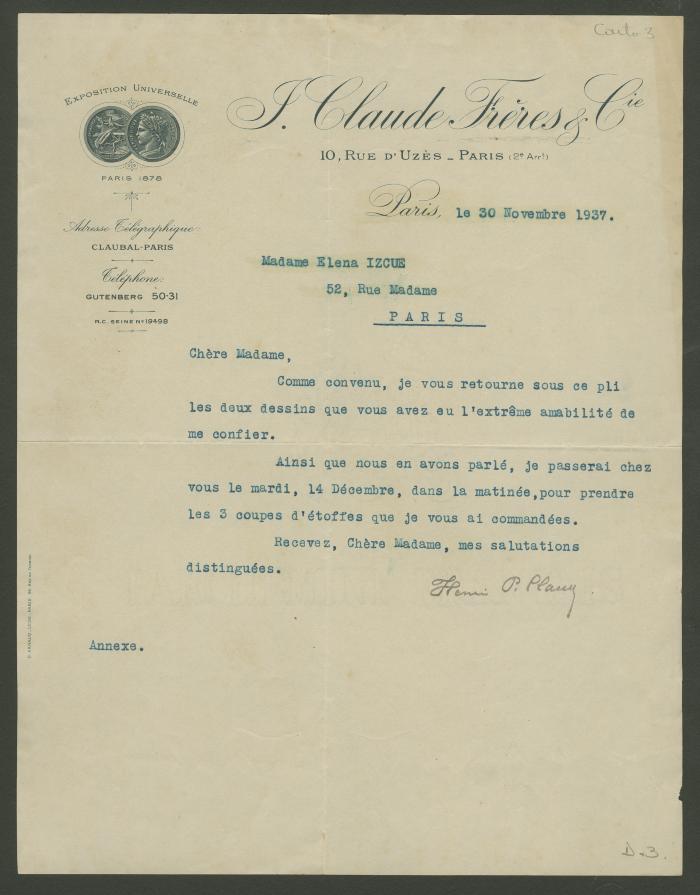 Carta 3
EXPOSITION UNIVERSELLE
PARIS 1878
J. Claude Frères & Cie
10, RUE D'UZÈS - PARIS (2e Arrt)
Adresse Télégraphique:
CLAUBAL-PARIS
Téléphone:
GUTENBERG 50-31
R.C. SEINE No 19498
Paris, le 30 Novembre 1937.
Madame Elena IZCUE
52, Rue Madame
PARIS
Chère Madame,
Comme convenu, je vous retourne sous ce pli
les deux dessins que vous avez eu l'extrême amabilité de
me confier.
Ainsi que nous en avons parlé, je passerai chez
vous le mardi, 14 Décembre, dans la matinée,pour prendre
les 3 coupes d'étoffes que je vous ai commandées.
Recevez, Chère Madame, mes salutations
distinguées.
Henri P.
Annexe.
D.3.